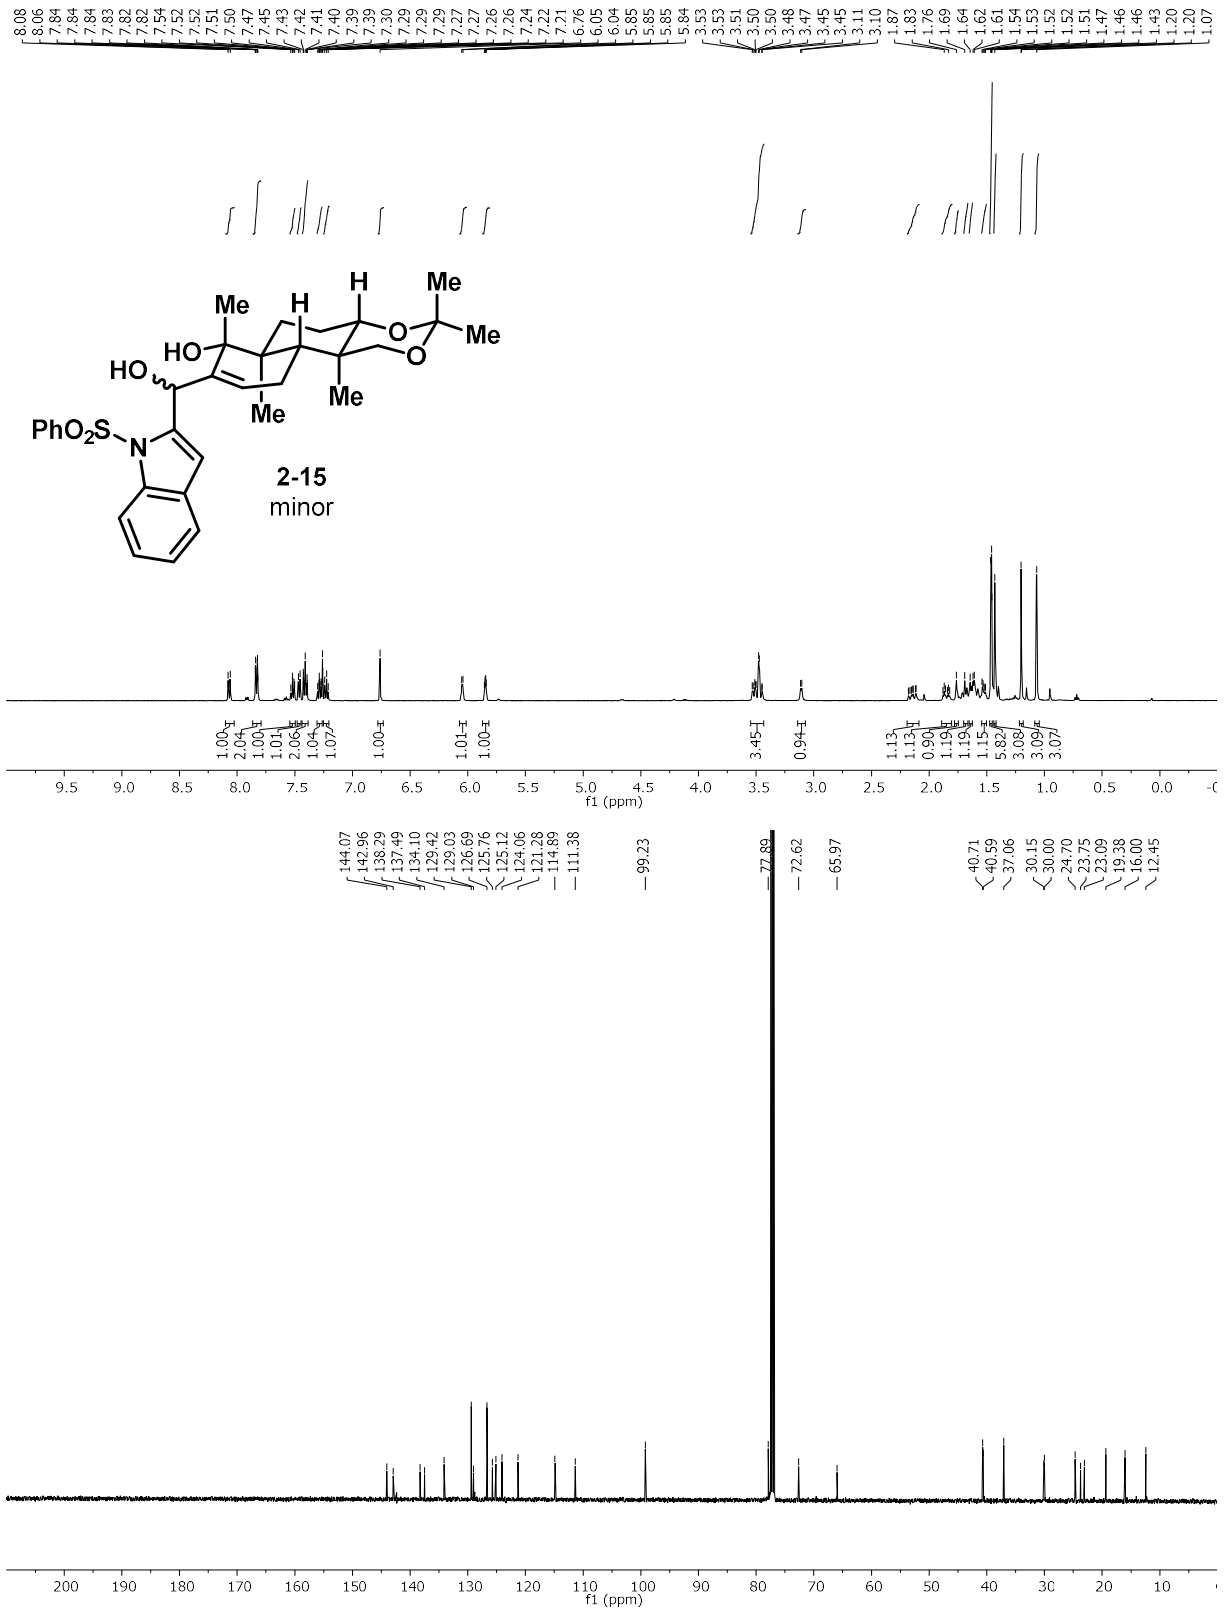 8.08 8.06 7.84 7.84 7.84 7.83 7.82 7.82 7.54 7.52 7.52 7.51 7.50 7.47 7.45 7.43 7.42 7.41 7.40 7.39 7.39 7.30 7.29 7.29 7.29 7.27 7.27 7.26 7.26 7.24 7.22 7.21 6.76 6.05 6.04 5.85 5.85 5.85 5.84 3.53 3.53 3.51 3.50 3.50 3.48 3.47 3.45 3.45 3.11 3.10 1.87 1.83 1.76 1.69 1.64 1.62 1.61 1.54 1.53 1.52 1.52 1.51 1.47 1.46 1.46 1.43 1.20 1.20 1.07
H
Me
Me
H
O
Me
HO
O
HO
Me
Me
PhO2S
N
2-15
minor
1.00 2.04 1.00 1.01 2.06 1.04 1.07 1.00 1.01 1.00 3.45 0.94 1.13 1.13 0.90 1.19 1.19 1.15 5.82 3.08 3.09 3.07
9.5 9.0 8.5 8.0 7.5 7.0 6.5 6.0 5.5 5.0 4.5 4.0 3.5 3.0 2.5 2.0 1.5 1.0 0.5 0.0
f1 (ppm)
144.07 142.96 138.29 137.49 134.10 129.42 129.03 126.69 125.76 125.12 124.06 121.28 114.89 111.38 99.23 77.89 72.62 65.97 40.71 40.59 37.06 30.15 30.00 24.70 23.75 23.09 19.38 16.00 12.45
200 190 180 170 160 150 140 130 120 110 100 90 80 70 60 50 40 30 20 10
f1 (ppm)